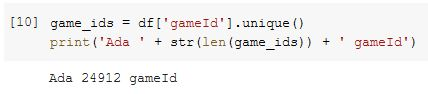 [10] game_ids = df['gameId'].unique()
print('Ada ' + str(len(game_ids)) + ' gameId')
Ada 24912 gameId